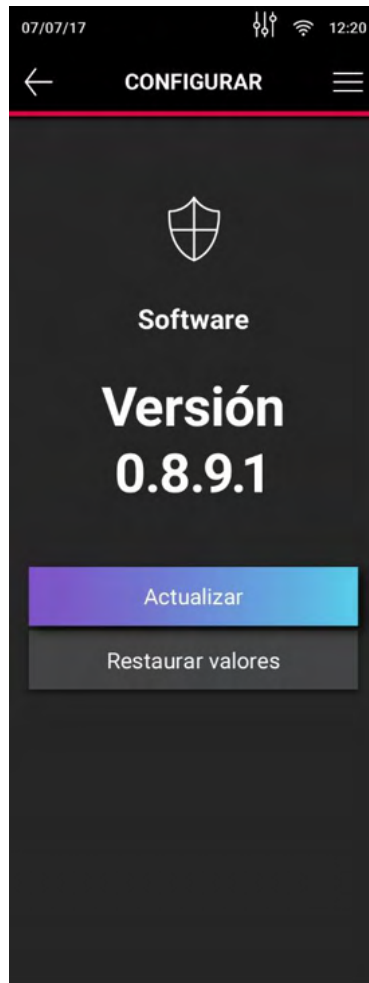 07/07/17 12:20
CONFIGURAR
Software
Versión
0.8.9.1
Actualizar
Restaurar valores